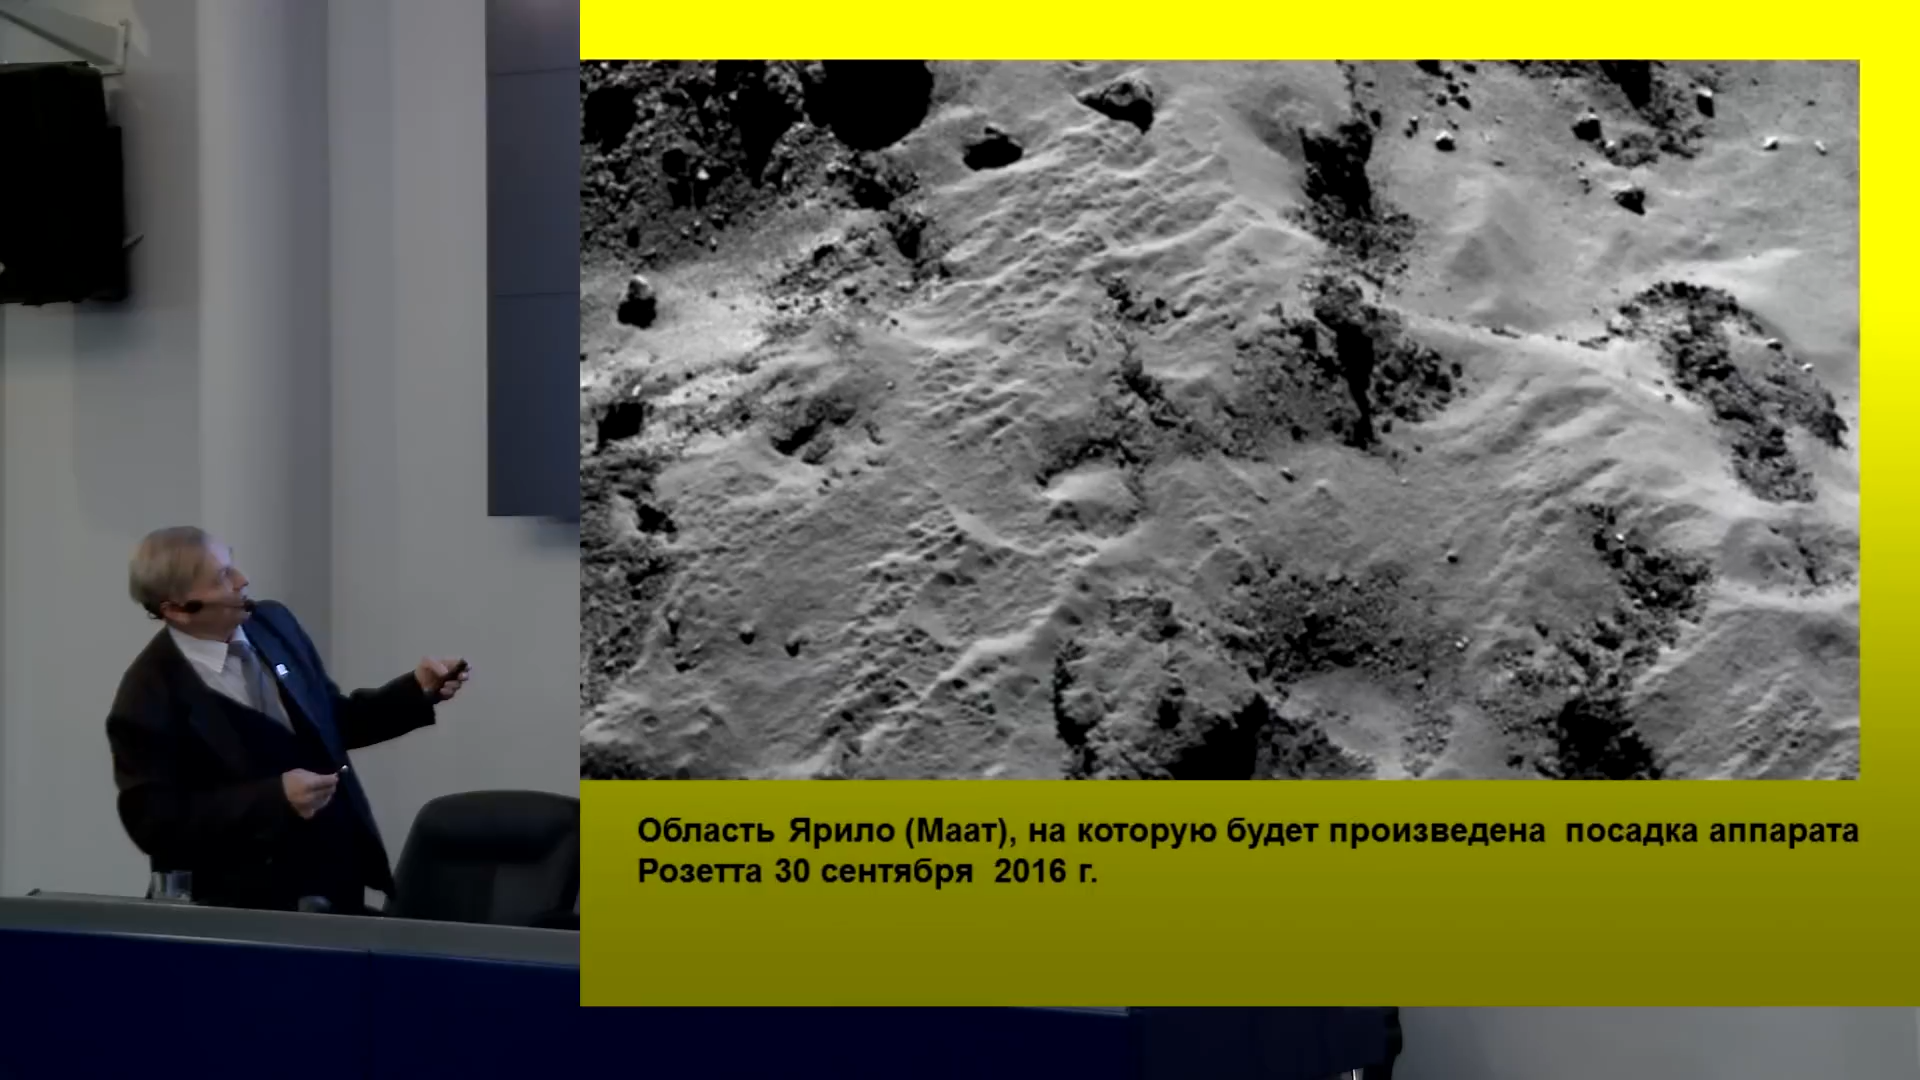 Область Ярило (Маат), на которую будет произведена посадка аппарата
Розетта 30 сентября 2016 г.